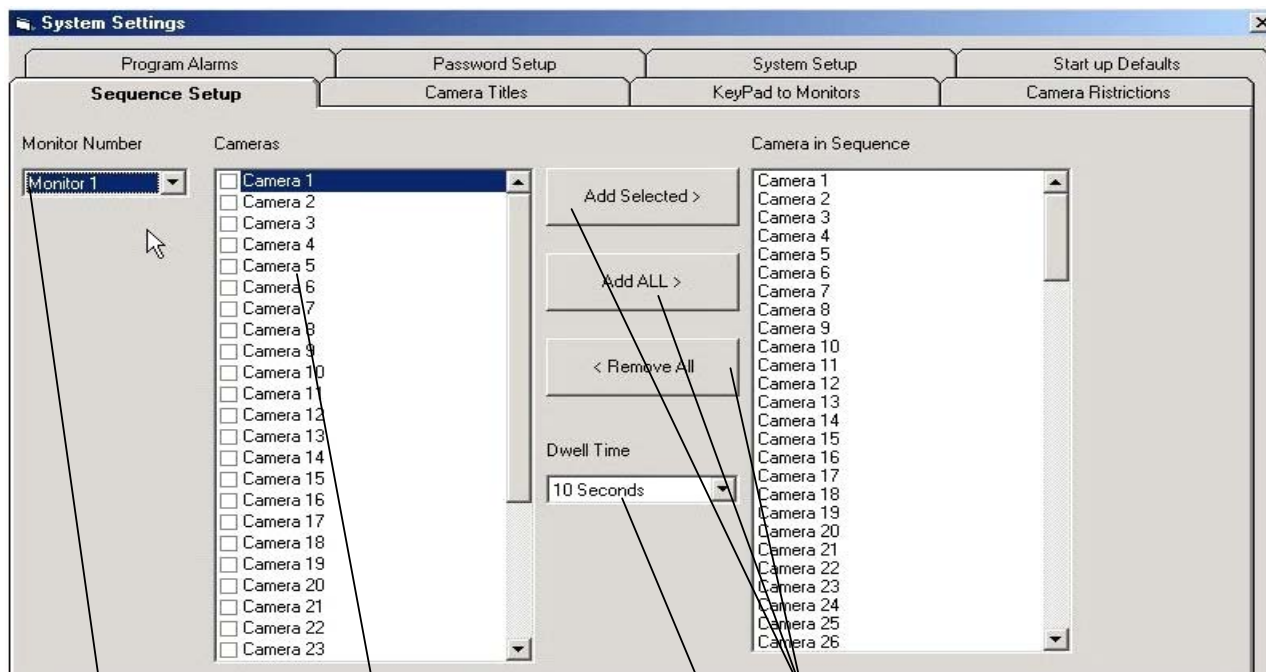 System Settings
Program Alarms
Password Setup
System Setup
Start up Defaults
Sequence Setup
Camera Titles
KeyPad to Monitors
Camera Ristrictions
Monitor Number
Monitor 1
Cameras
Camera 1
Camera 2
Camera 3
Camera 4
Camera 5
Camera 6
Camera 7
Camera 8
Camera 9
Camera 10
Camera 11
Camera 12
Camera 13
Camera 14
Camera 15
Camera 16
Camera 17
Camera 18
Camera 19
Camera 20
Camera 21
Camera 22
Camera 23
Add Selected >
Add ALL >
< Remove All
Dwell Time
10 Seconds
Camera in Sequence
Camera 1
Camera 2
Camera 3
Camera 4
Camera 5
Camera 6
Camera 7
Camera 8
Camera 9
Camera 10
Camera 11
Camera 12
Camera 13
Camera 14
Camera 15
Camera 16
Camera 17
Camera 18
Camera 19
Camera 20
Camera 21
Camera 22
Camera 23
Camera 24
Camera 25
Camera 26